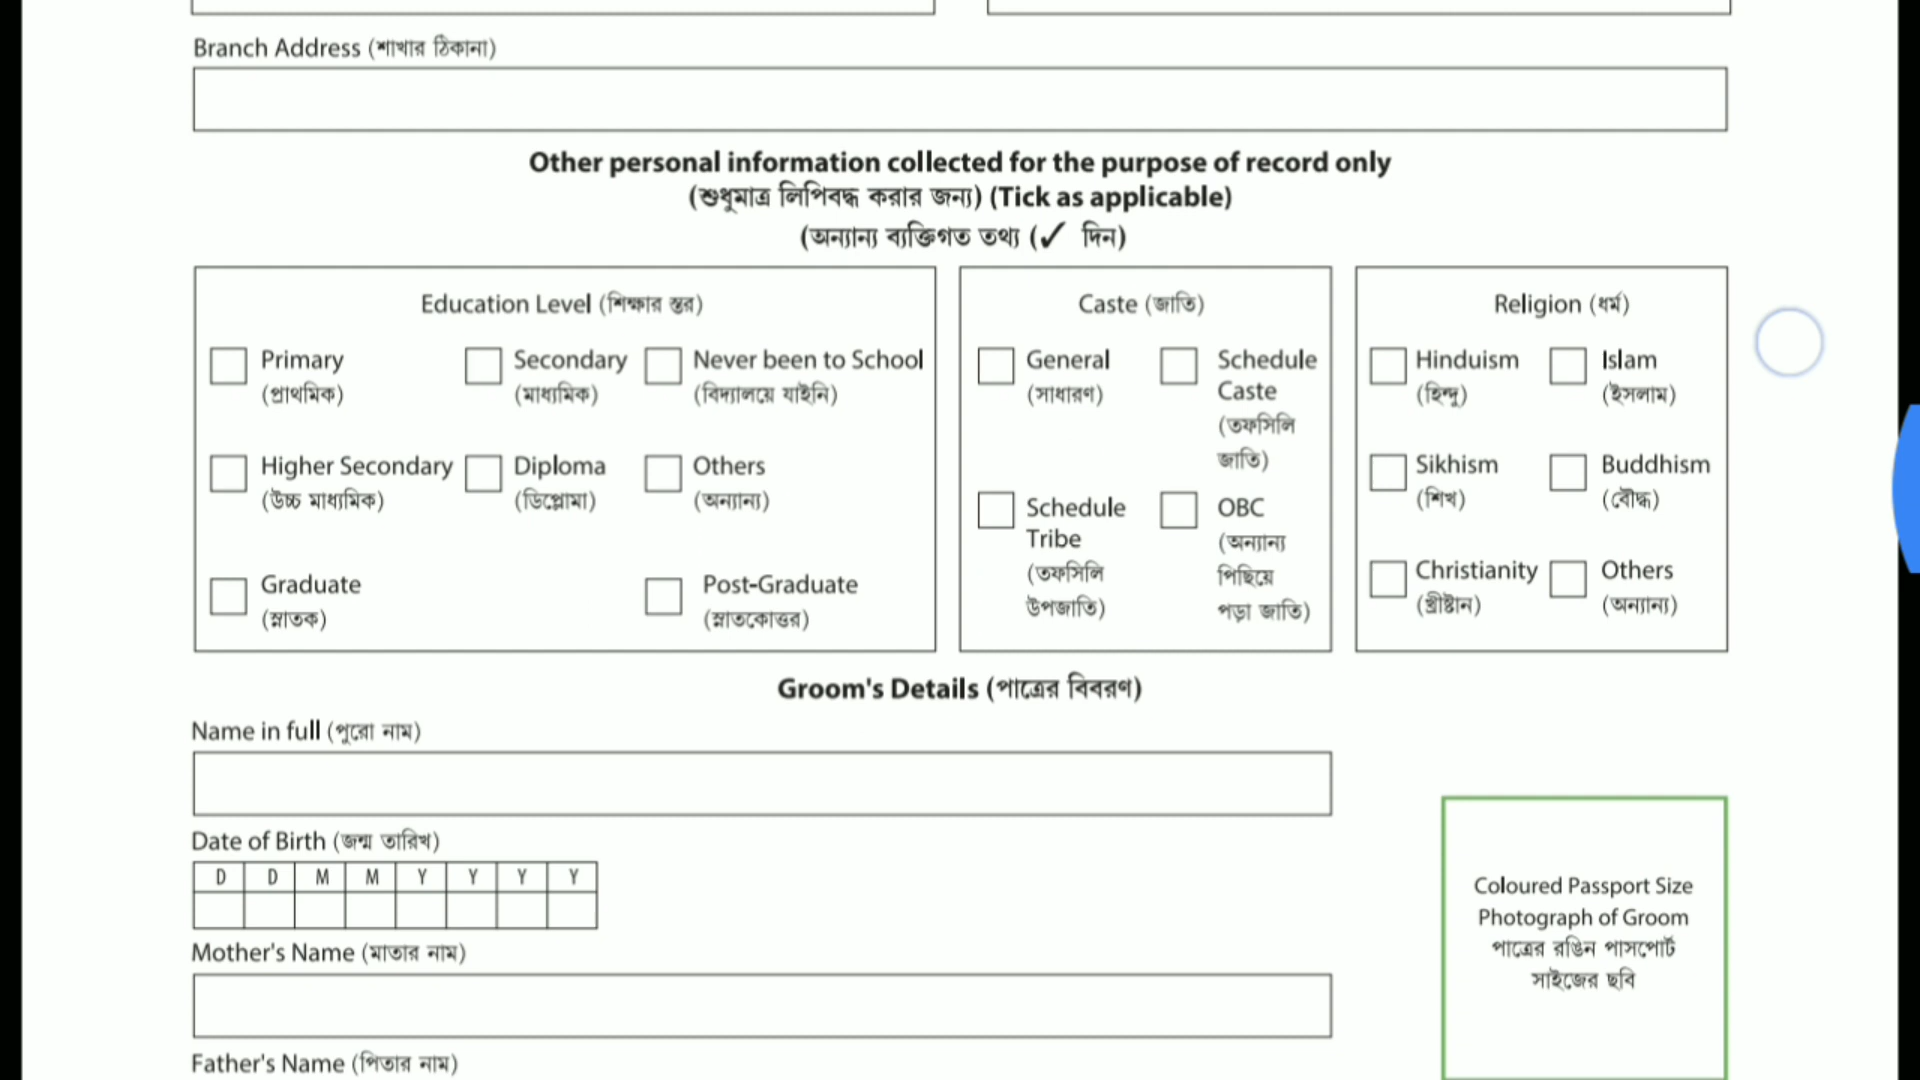 Branch Address (শাখার ঠিকানা)
Other personal information collected for the purpose of record only
(শুধুমাত্র লিপিবদ্ধ করার জন্য) (Tick as applicable)
(অন্যান্য ব্যক্তিগত তথ্য (✓ দিন)
Education Level (শিক্ষার স্তর)
Primary
(প্রাথমিক)
Secondary
(মাধ্যমিক)
Never been to School
(বিদ্যালয়ে যাইনি)
Higher Secondary
(উচ্চ মাধ্যমিক)
Diploma
(ডিপ্লোমা)
Others
(অন্যান্য)
Graduate
(স্নাতক)
Post-Graduate
(স্নাতকোত্তর)
Caste (জাতি)
General
(সাধারণ)
Schedule
Caste
(তফসিলি
জাতি)
Schedule
Tribe
(তফসিলি
উপজাতি)
OBC
(অন্যান্য
পিছিয়ে
পড়া জাতি)
Religion (ধর্ম)
Hinduism
(হিন্দু)
Islam
(ইসলাম)
Sikhism
(শিখ)
Buddhism
(বৌদ্ধ)
Christianity
(খ্রীষ্টান)
Others
(অন্যান্য)
Groom's Details (পাত্রের বিবরণ)
Name in full (পুরো নাম)
Date of Birth (জন্ম তারিখ)
D D M M Y Y Y Y
Mother's Name (মাতার নাম)
Father's Name (পিতার নাম)
Coloured Passport Size
Photograph of Groom
পাত্রের রঙিন পাসপোর্ট
সাইজের ছবি